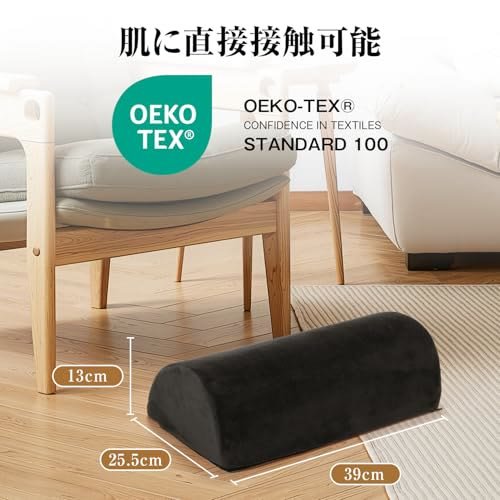 肌に直接接触可能
OEKO
TEX®
OEKO-TEX®
CONFIDENCE IN TEXTILES
STANDARD 100
13cm
25.5cm
39cm